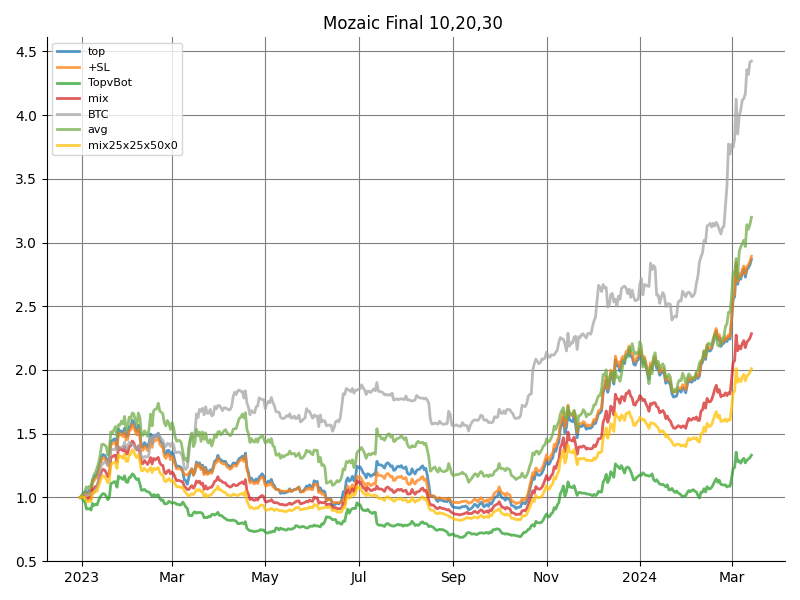 Mozaic Final 10,20,30
top
+SL
TopvBot
mix
BTC
avg
mix25x25x50x0
4.5
4.0
3.5
3.0
2.5
2.0
1.5
1.0
0.5
2023 Mar May Jul Sep Nov 2024 Mar